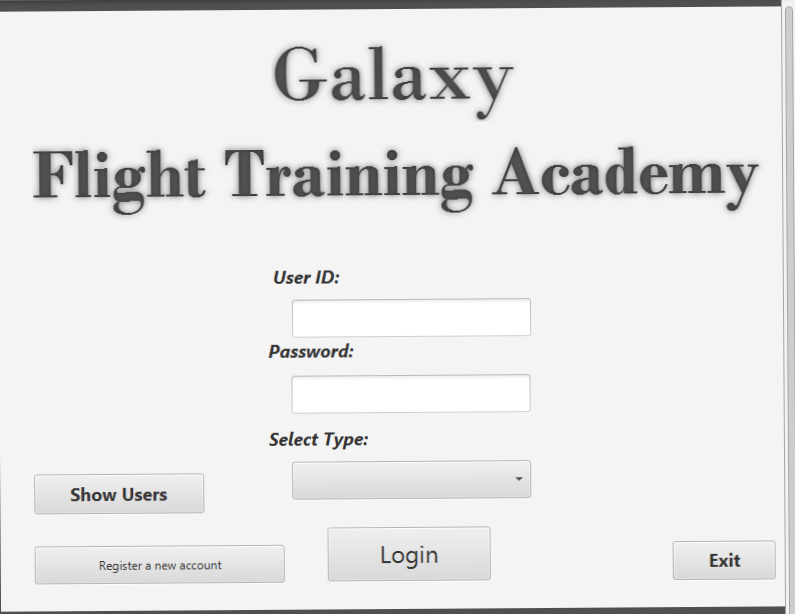 Galaxy
Flight Training Academy
User ID:
Password:
Select Type:
Show Users
Register a new account
Login
Exit